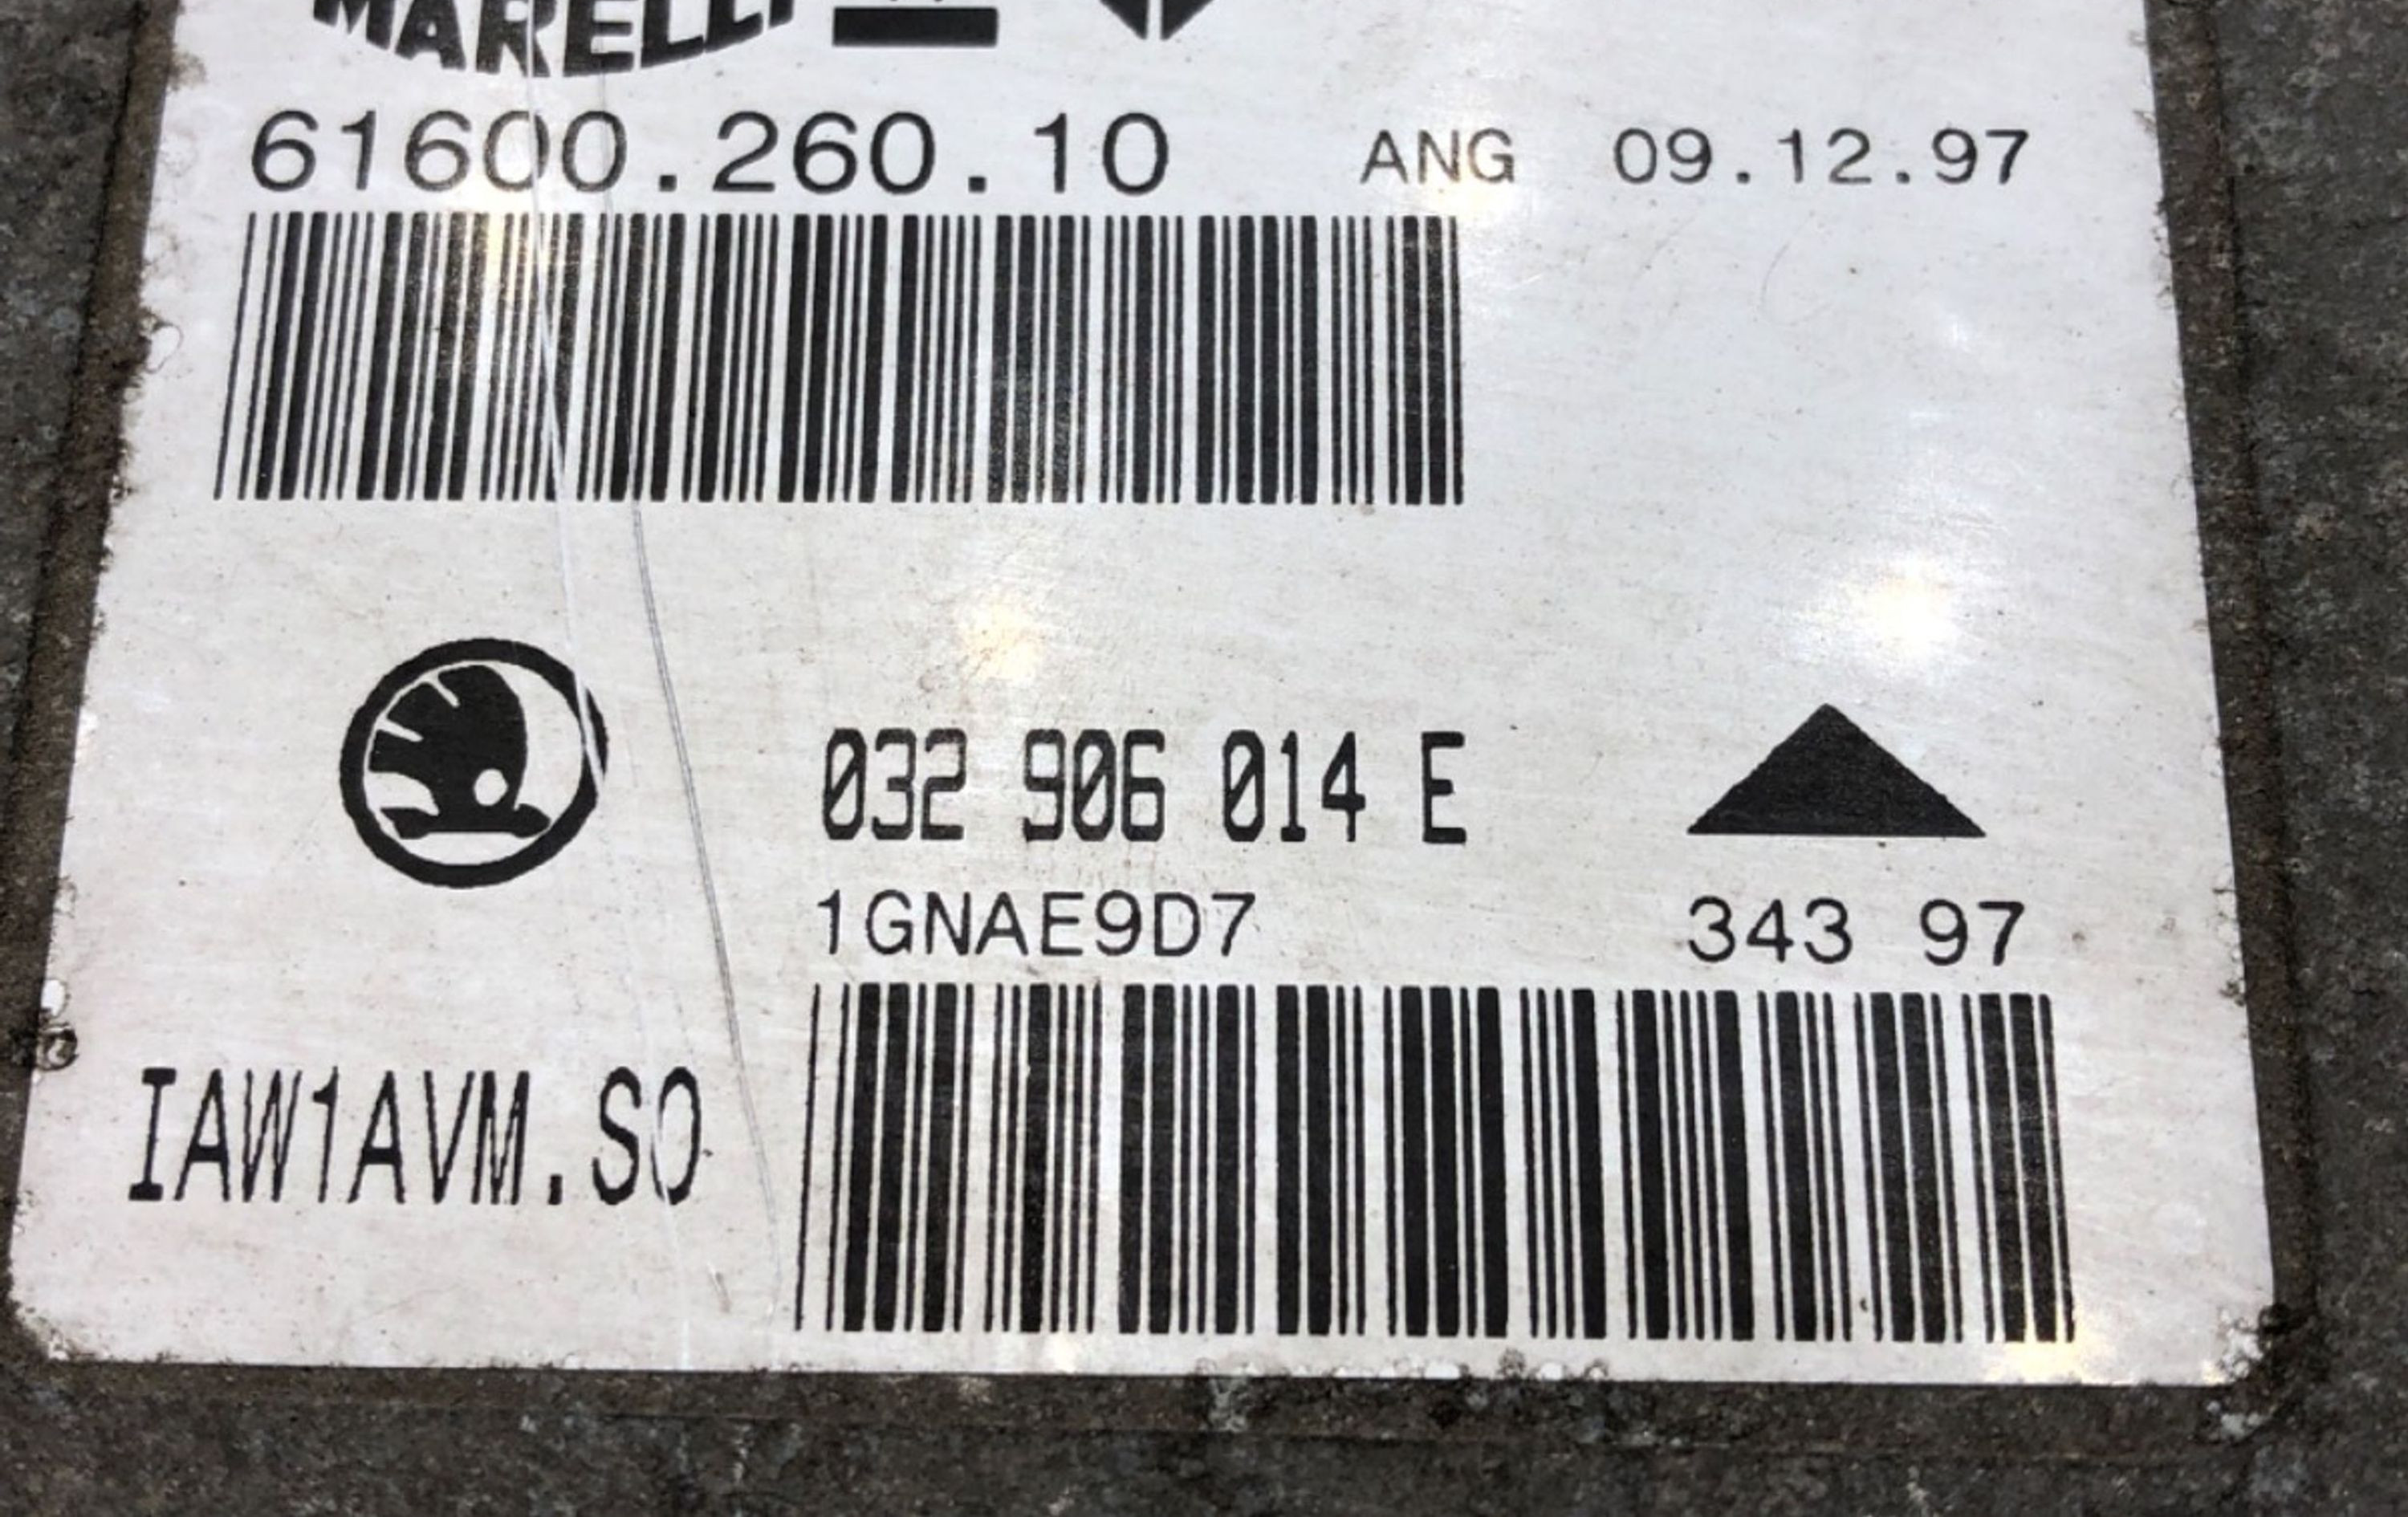 MARELLI
61600.260.10 ANG 09.12.97
032 906 014 E
1GNAE9D7 343 97
IAW1AVM.SO